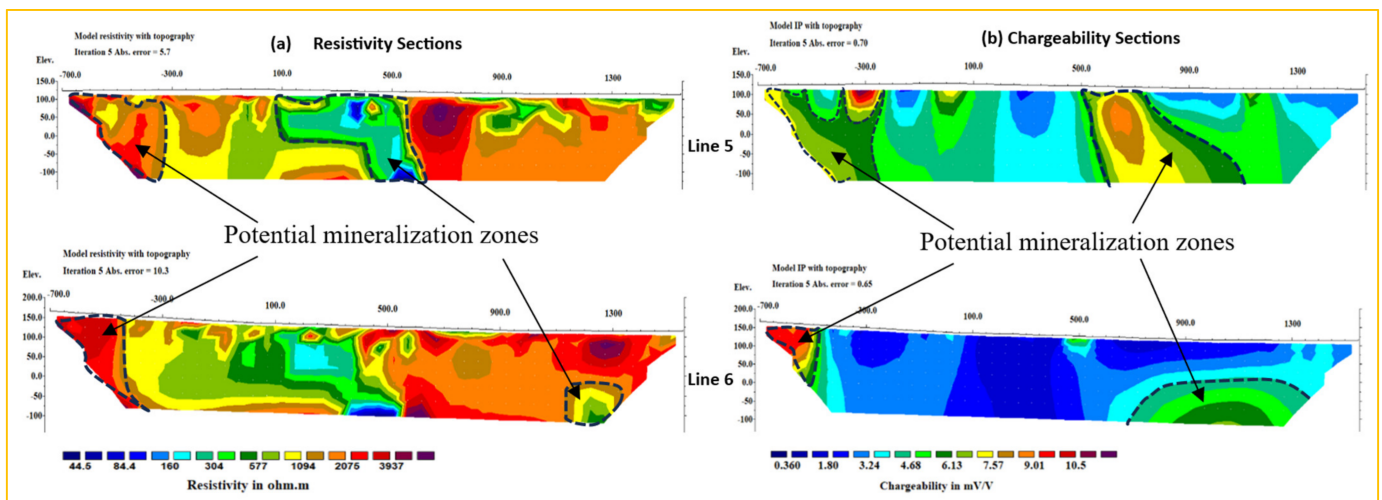 (a) Resistivity Sections
(b) Chargeability Sections
Model resistivity with topography
Iteration 5 Abs. error = 5.7
Elev.
-700.0 -300.0 100.0 500.0 900.0 1300
150.0
100.0
50.0
0.0
-50
-100
Model IP with topography
Iteration 5 Abs. error = 0.70
Elev.
-700.0 -300.0 100.0 500.0 900.0 1300
150.0
100.0
50.0
0.0
-50
-100
Line 5
Potential mineralization zones
Potential mineralization zones
Model resistivity with topography
Iteration 5 Abs. error = 10.3
Elev.
-700.0 -300.0 100.0 500.0 900.0 1300
200.0
150.0
100.0
50.0
0.0
-50
-100
Model IP with topography
Iteration 5 Abs. error = 0.65
Elev.
-700.0 100.0 500.0 900.0 1300
200.0
150.0
100.0
50.0
0.0
-50
-100
Line 6
44.5 84.4 160 304 577 1094 2075 3937
Resistivity in ohm.m
0.360 1.80 3.24 4.68 6.13 7.57 9.01 10.5
Chargeability in mV/V